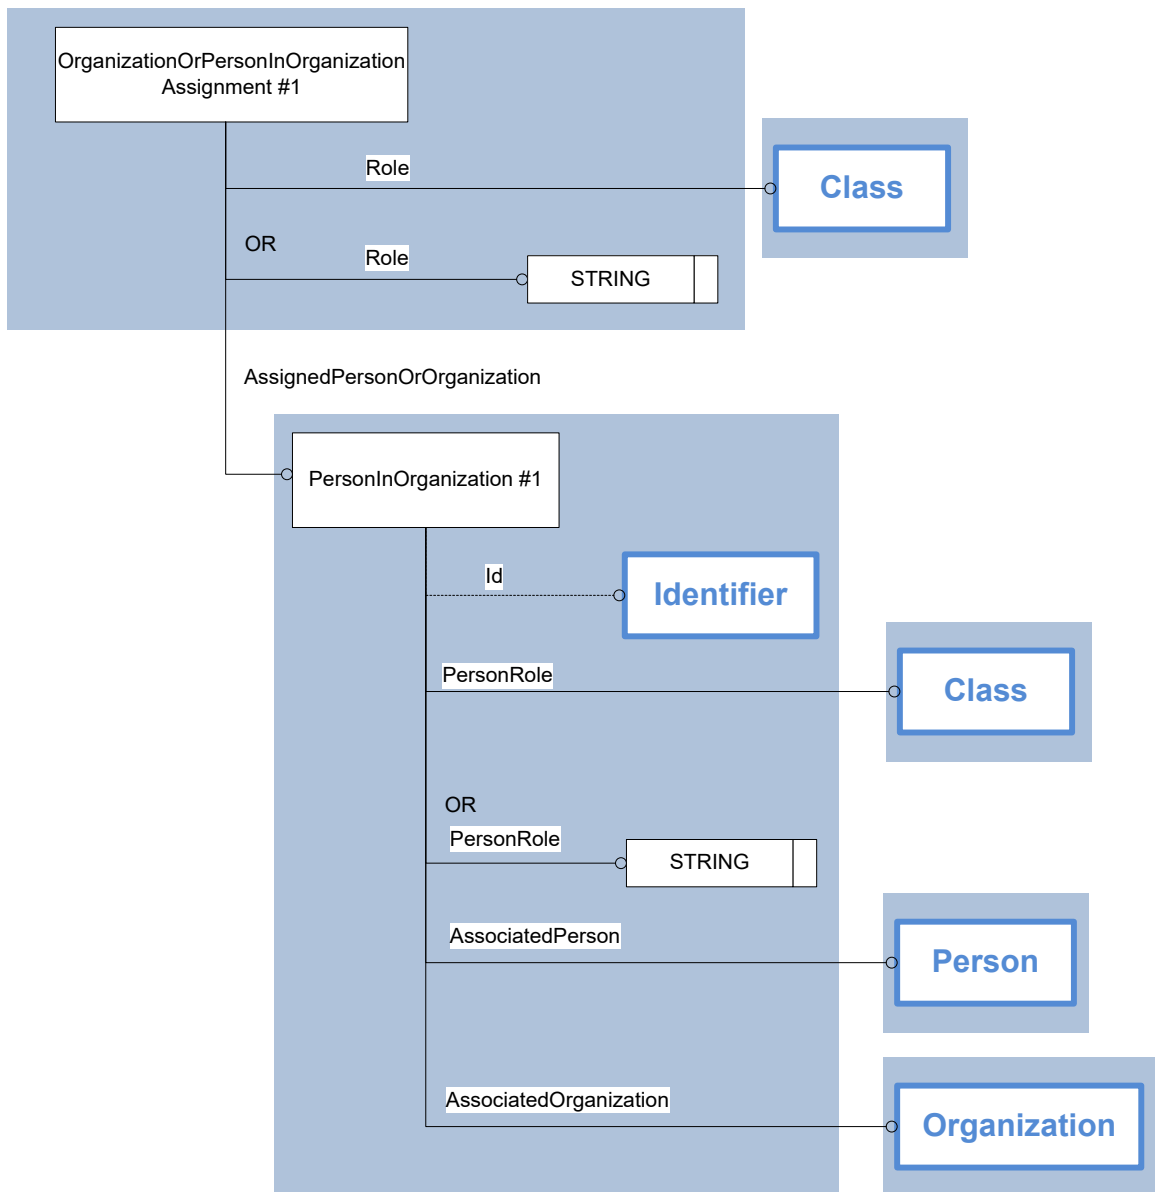 OrganizationOrPersonInOrganization
Assignment #1
Role
Class
OR
Role
STRING
AssignedPersonOrOrganization
PersonInOrganization #1
Id
Identifier
PersonRole
Class
OR
PersonRole
STRING
AssociatedPerson
Person
AssociatedOrganization
Organization